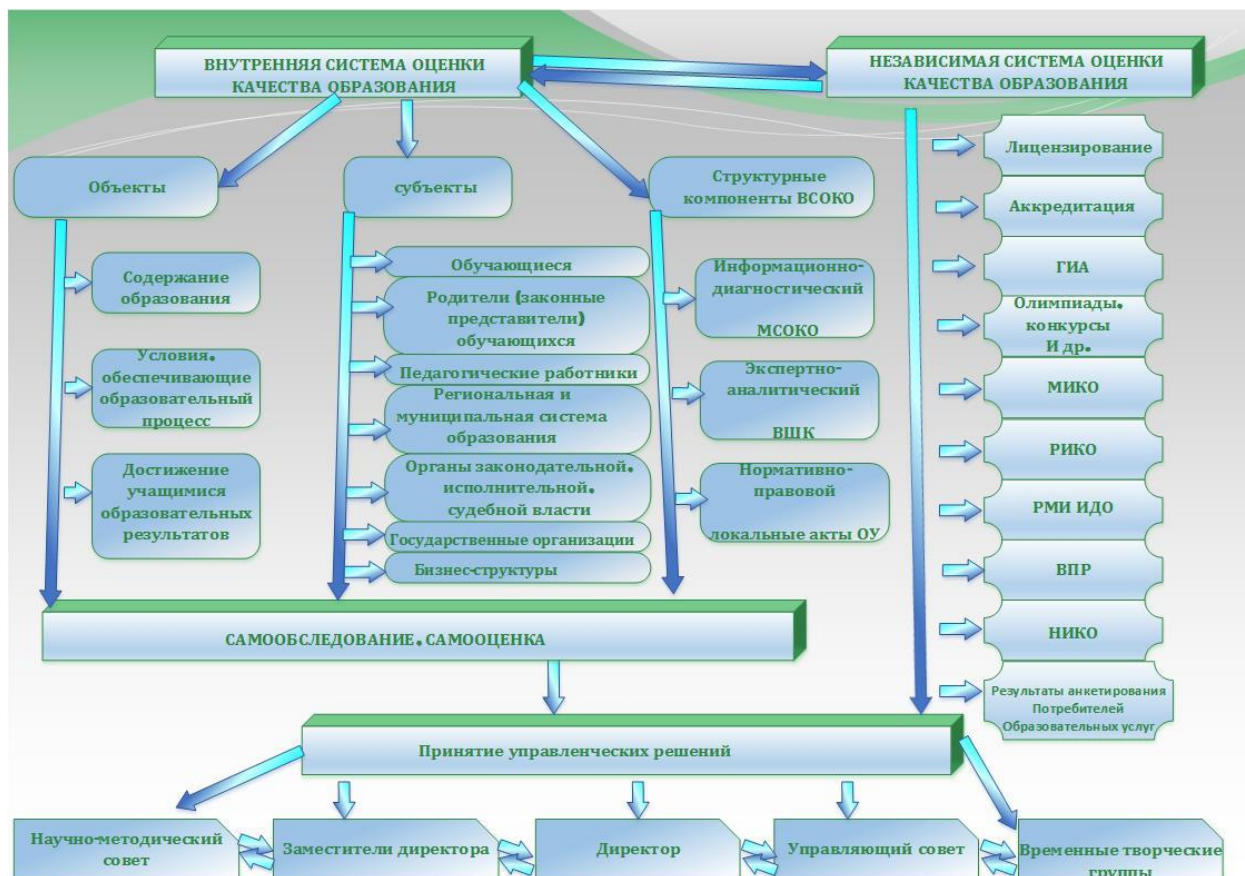 ВНУТРЕННЯЯ СИСТЕМА ОЦЕНКИ
КАЧЕСТВА ОБРАЗОВАНИЯ
НЕЗАВИСИМАЯ СИСТЕМА ОЦЕНКИ
КАЧЕСТВА ОБРАЗОВАНИЯ
Объекты
субъекты
Структурные
компоненты ВСОКО
Содержание
образования
Условия,
обеспечивающие
образовательный
процесс
Достижение
учащимися
образовательных
результатов
Обучающиеся
Родители (законные
представители)
обучающихся
Педагогические работники
Региональная и
муниципальная система
образования
Органы законодательной,
исполнительной,
судебной власти
Государственные организации
Бизнес-структуры
Информационно-
диагностический
МСОКО
Экспертно-
аналитический
ВШК
Нормативно-
правовой
локальные акты ОУ
Лицензирование
Аккредитация
ГИА
Олимпиады,
конкурсы
И др.
МИКО
РИКО
РМИ ИДО
ВПР
НИКО
Результаты анкетирования
Потребителей
Образовательных услуг
САМООБСЛЕДОВАНИЕ, САМООЦЕНКА
Принятие управленческих решений
Научно-методический
совет
Заместители директора
Директор
Управляющий совет
Временные творческие
группы